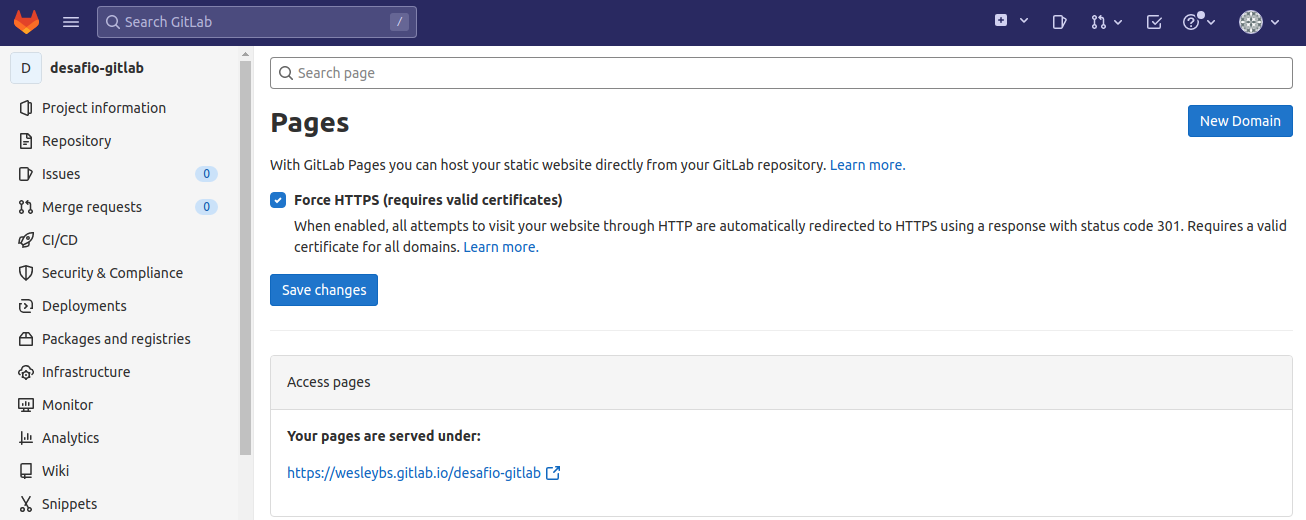 Search GitLab
/
D
desafio-gitlab
Project information
Repository
Issues
0
Merge requests
0
CI/CD
Security & Compliance
Deployments
Packages and registries
Infrastructure
Monitor
Analytics
Wiki
Snippets
Search page
Pages
New Domain
With GitLab Pages you can host your static website directly from your GitLab repository. Learn more.
Force HTTPS (requires valid certificates)
When enabled, all attempts to visit your website through HTTP are automatically redirected to HTTPS using a response with status code 301. Requires a valid
certificate for all domains. Learn more.
Save changes
Access pages
Your pages are served under:
https://wesleybs.gitlab.io/desafio-gitlab